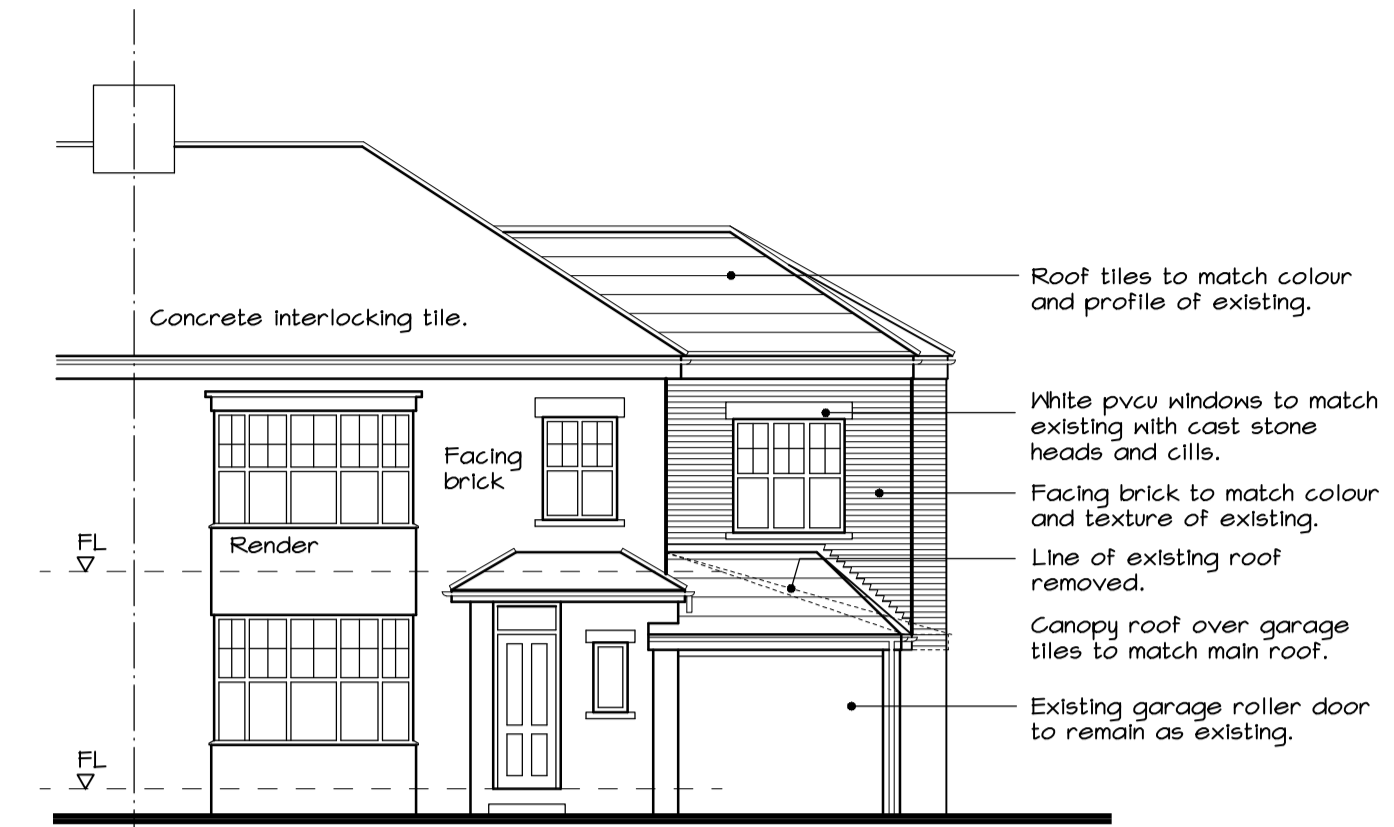 Concrete interlocking tile.
Facing
brick
FL
Render
FL
Roof tiles to match colour
and profile of existing.
White pvcu windows to match
existing with cast stone
heads and cills.
Facing brick to match colour
and texture of existing.
Line of existing roof
removed.
Canopy roof over garage
tiles to match main roof.
Existing garage roller door
to remain as existing.